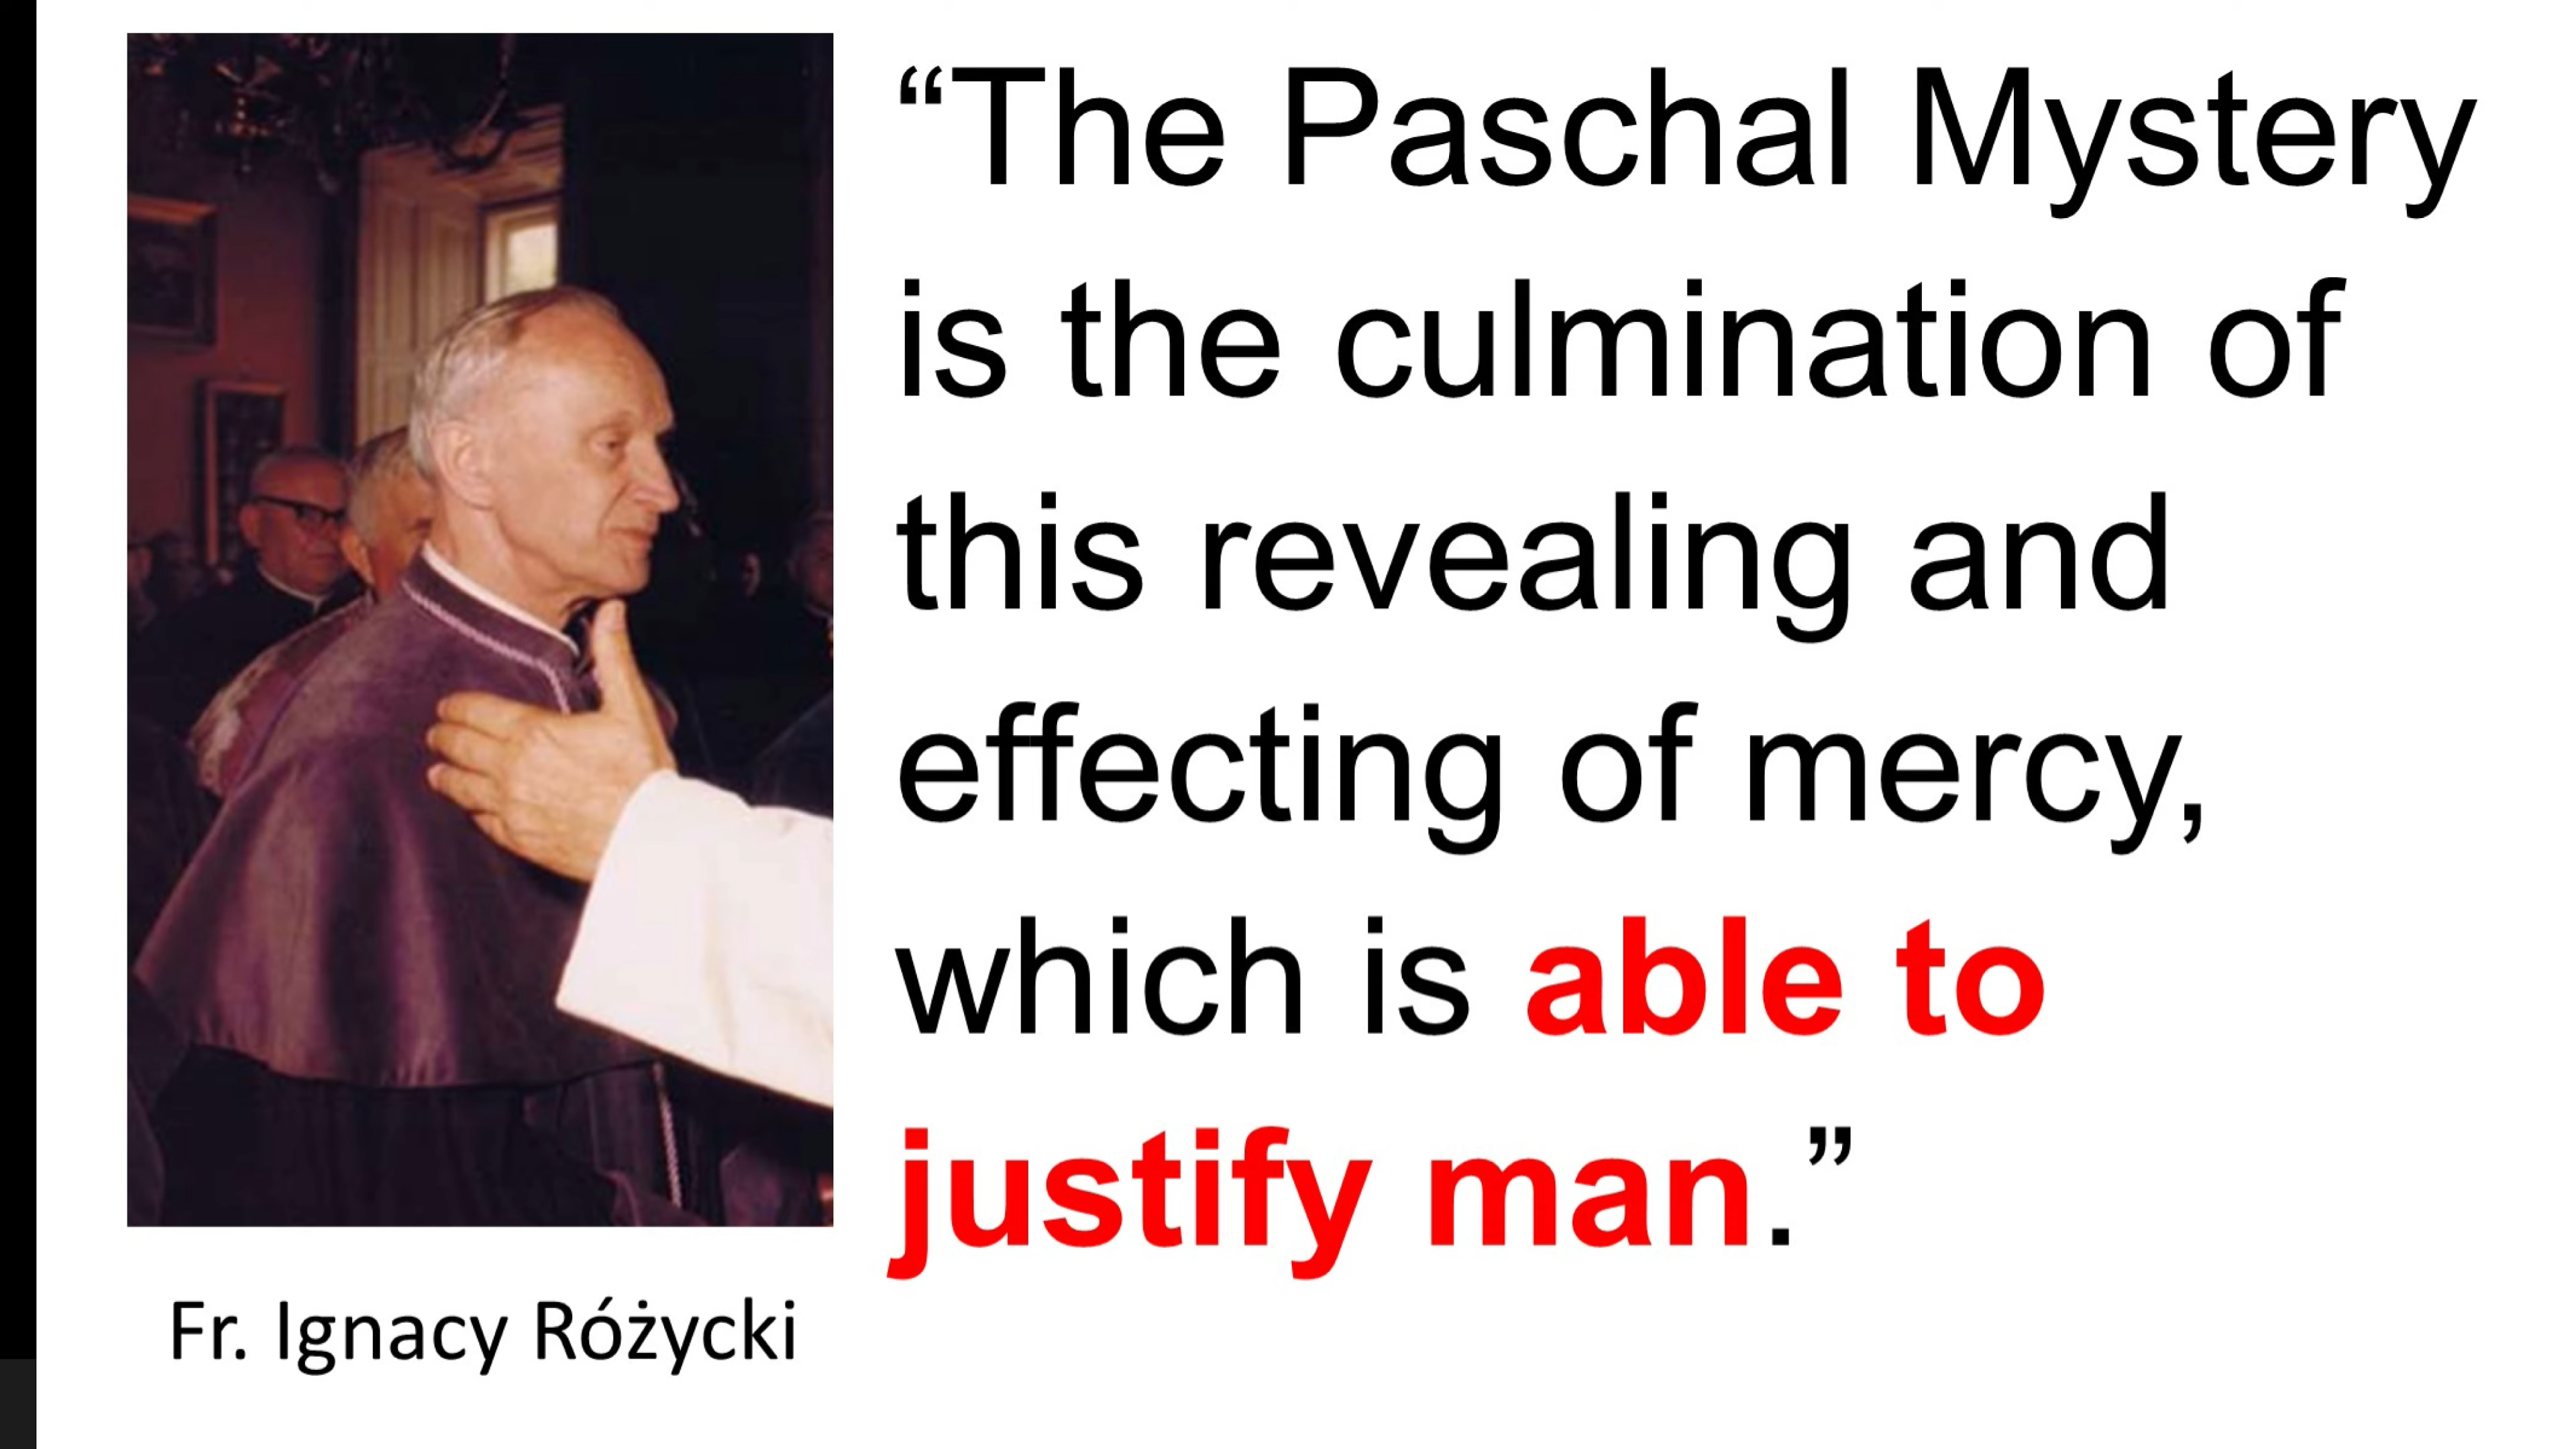 “The Paschal Mystery
is the culmination of
this revealing and
effecting of mercy,
which is able to
justify man.”
Fr. Ignacy Różycki